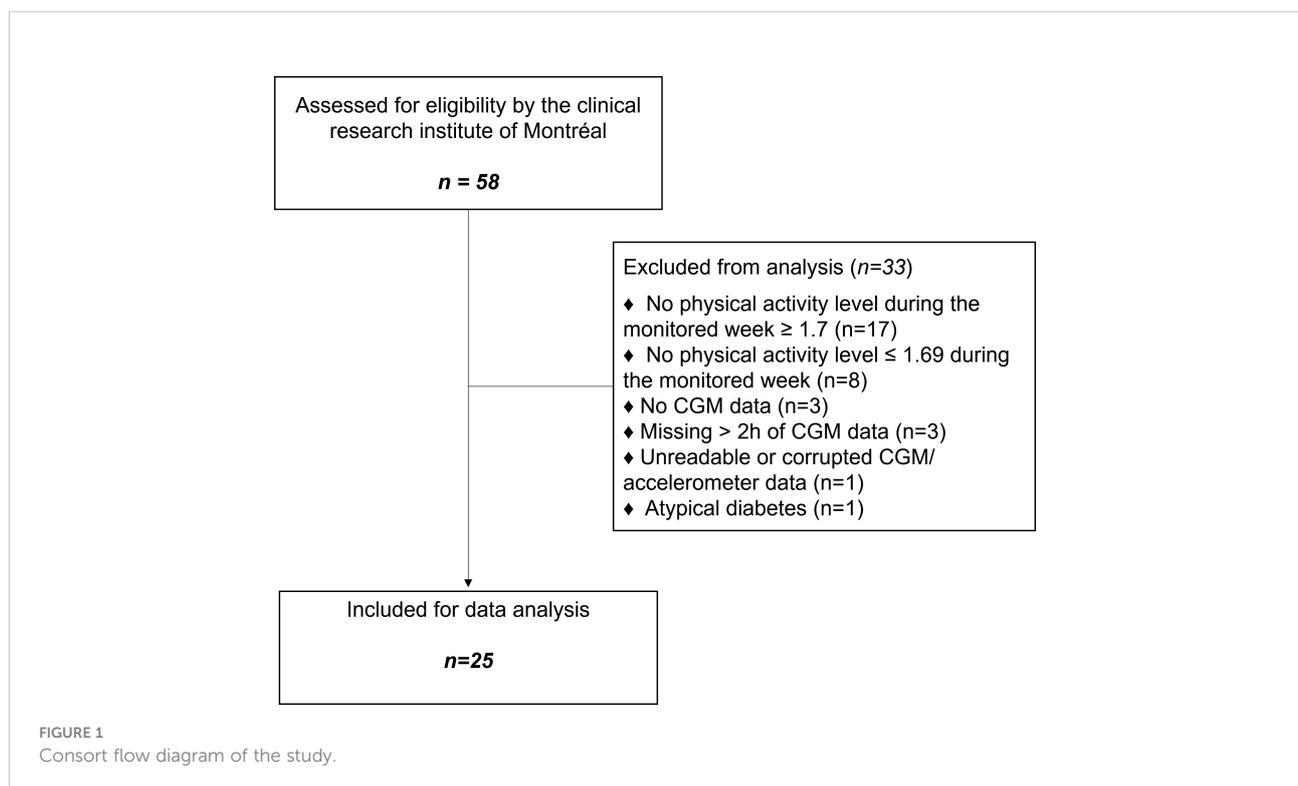 Assessed for eligibility by the clinical
research institute of Montréal
n = 58
Excluded from analysis (n=33)
♦ No physical activity level during the
monitored week ≥ 1.7 (n=17)
♦ No physical activity level ≤ 1.69 during
the monitored week (n=8)
♦ No CGM data (n=3)
♦ Missing > 2h of CGM data (n=3)
♦ Unreadable or corrupted CGM/
accelerometer data (n=1)
♦ Atypical diabetes (n=1)
Included for data analysis
n=25
FIGURE 1
Consort flow diagram of the study.